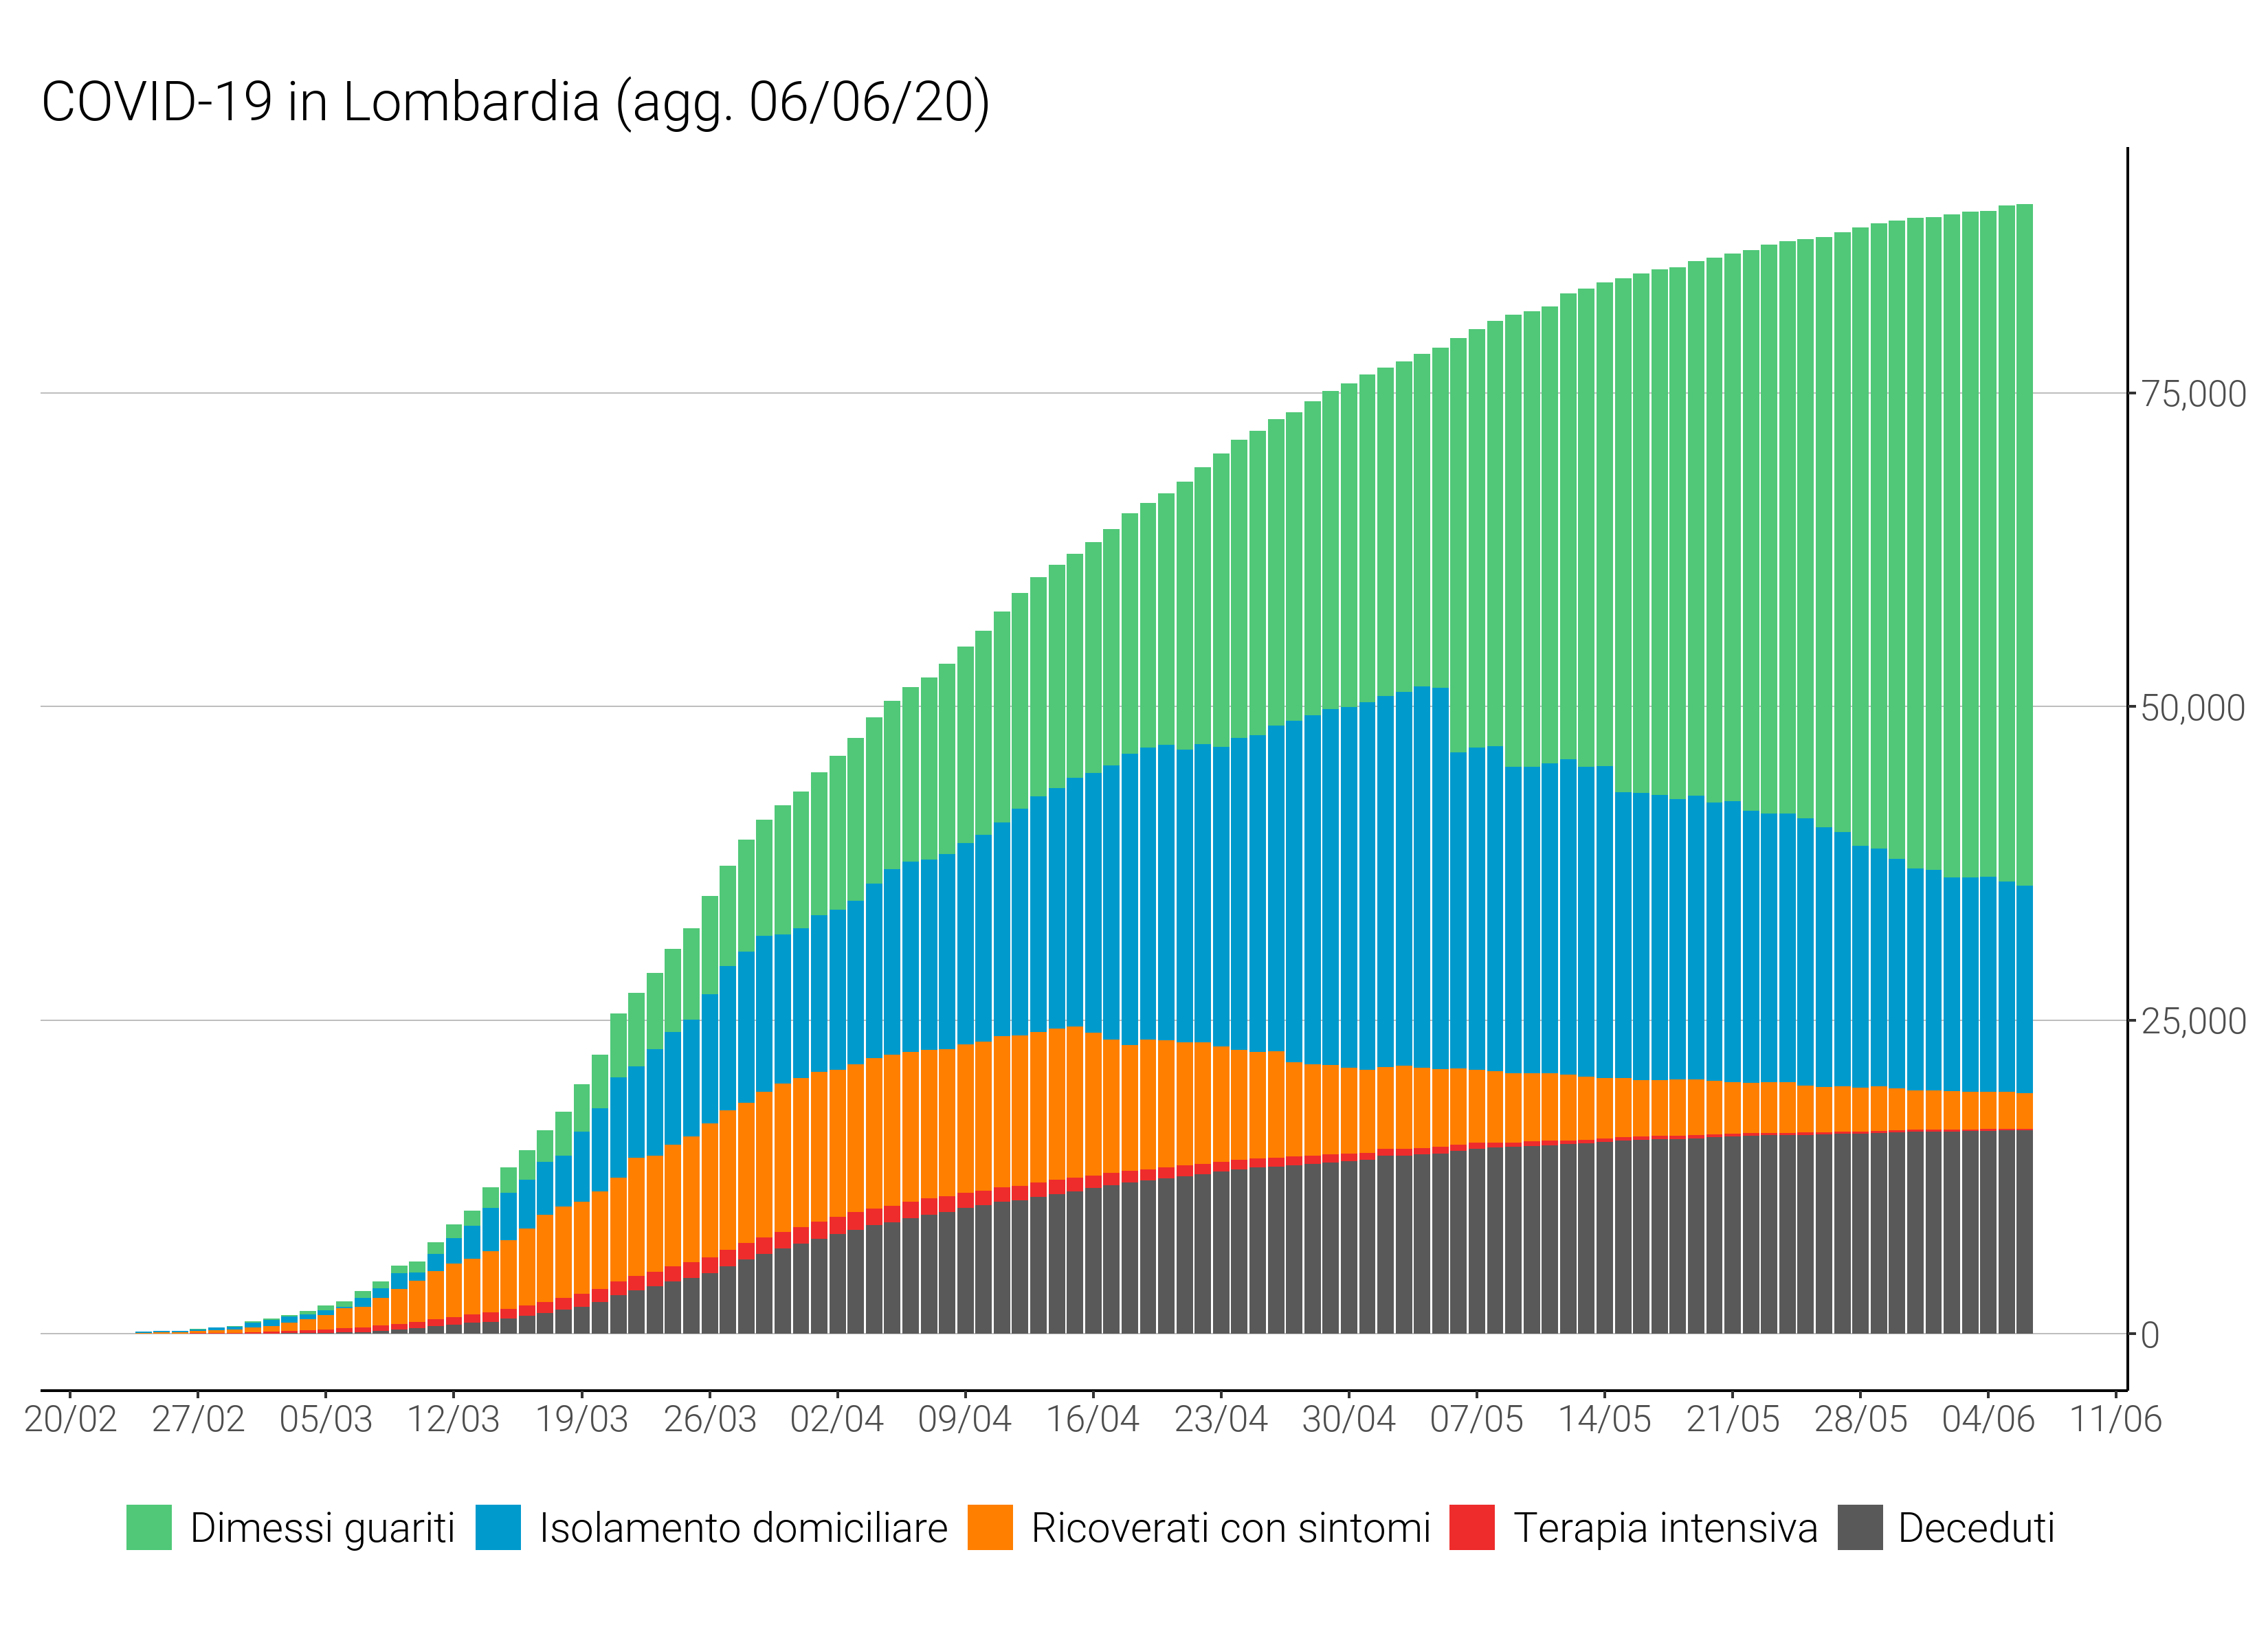 COVID-19 in Lombardia (agg. 06/06/20)
75,000
50,000
25,000
0
20/02 27/02 05/03 12/03 19/03 26/03 02/04 09/04 16/04 23/04 30/04 07/05 14/05 21/05 28/05 04/06 11/06
Dimessi guariti Isolamento domiciliare Ricoverati con sintomi Terapia intensiva Deceduti